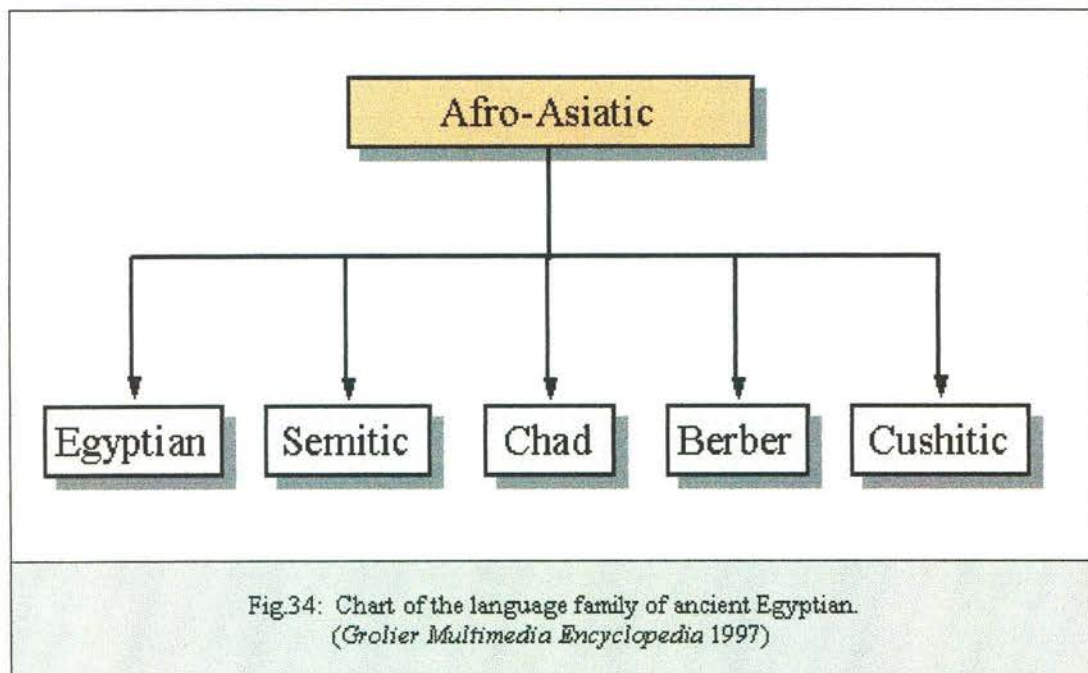 Afro-Asiatic
Egyptian
Semitic
Chad
Berber
Cushitic
Fig.34: Chart of the language family of ancient Egyptian.
(Grolier Multimedia Encyclopedia 1997)